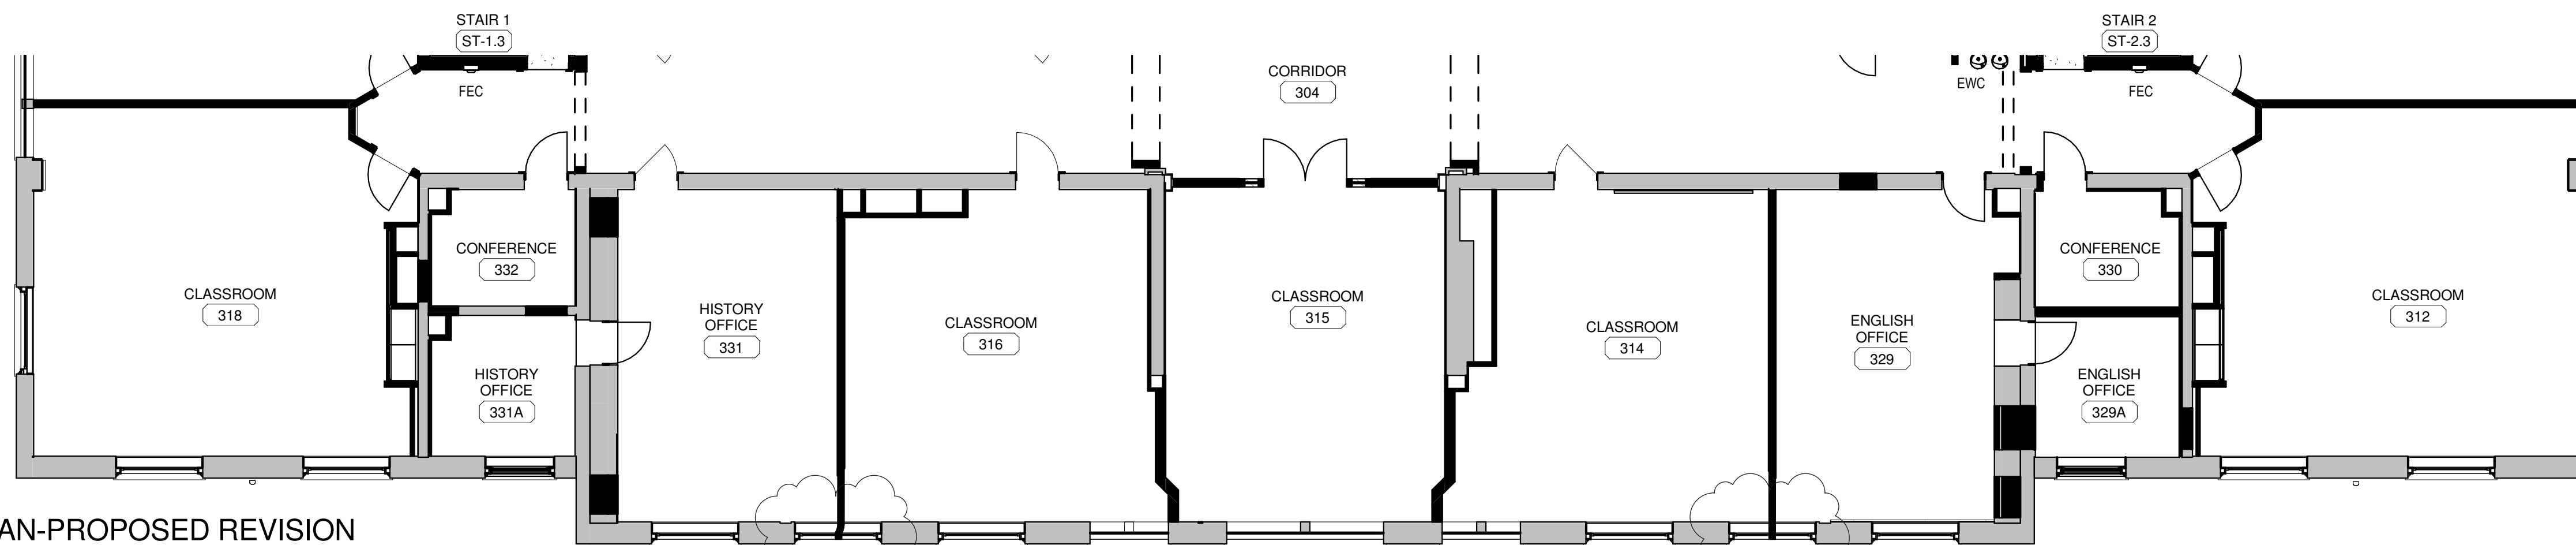 STAIR 1
ST-1.3
STAIR 2
ST-2.3
CORRIDOR
304
FEC
EWC
FEC
CONFERENCE
332
CONFERENCE
330
CLASSROOM
318
HISTORY
OFFICE
331
CLASSROOM
316
CLASSROOM
315
CLASSROOM
314
ENGLISH
OFFICE
329
CLASSROOM
312
HISTORY
OFFICE
331A
ENGLISH
OFFICE
329A
AN-PROPOSED REVISION